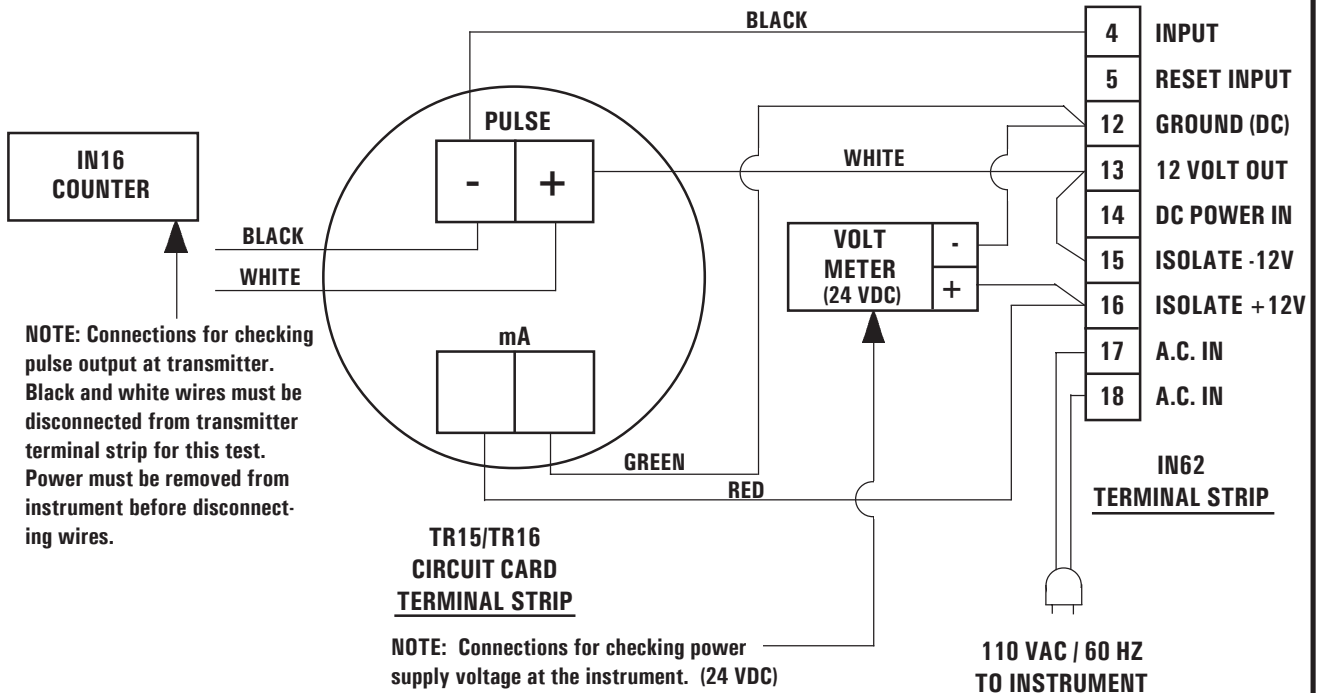 BLACK
4 INPUT
5 RESET INPUT
12 GROUND (DC)
13 12 VOLT OUT
14 DC POWER IN
15 ISOLATE -12V
16 ISOLATE +12V
17 A.C. IN
18 A.C. IN
IN62
TERMINAL STRIP
PULSE
- +
WHITE
IN16
COUNTER
BLACK
WHITE
VOLT
METER
(24 VDC)
-
+
NOTE: Connections for checking
pulse output at transmitter.
Black and white wires must be
disconnected from transmitter
terminal strip for this test.
Power must be removed from
instrument before disconnect-
ing wires.
mA
GREEN
RED
TR15/TR16
CIRCUIT CARD
TERMINAL STRIP
NOTE: Connections for checking power
supply voltage at the instrument. (24 VDC)
110 VAC / 60 HZ
TO INSTRUMENT